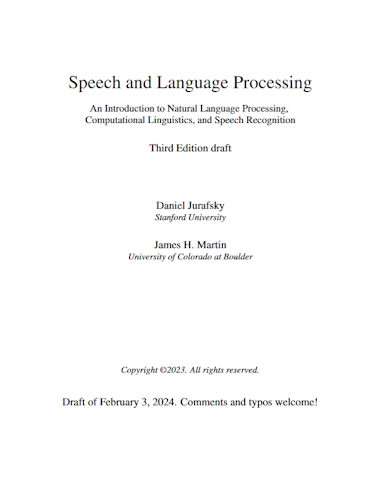 Speech and Language Processing
An Introduction to Natural Language Processing,
Computational Linguistics, and Speech Recognition
Third Edition draft
Daniel Jurafsky
Stanford University
James H. Martin
University of Colorado at Boulder
Copyright ©2023. All rights reserved.
Draft of February 3, 2024. Comments and typos welcome!